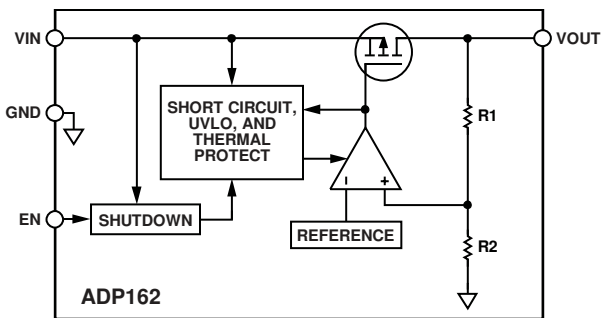 VIN
VOUT
GND
SHORT CIRCUIT,
UVLO, AND
THERMAL
PROTECT
R1
–
+
EN
SHUTDOWN
REFERENCE
R2
ADP162